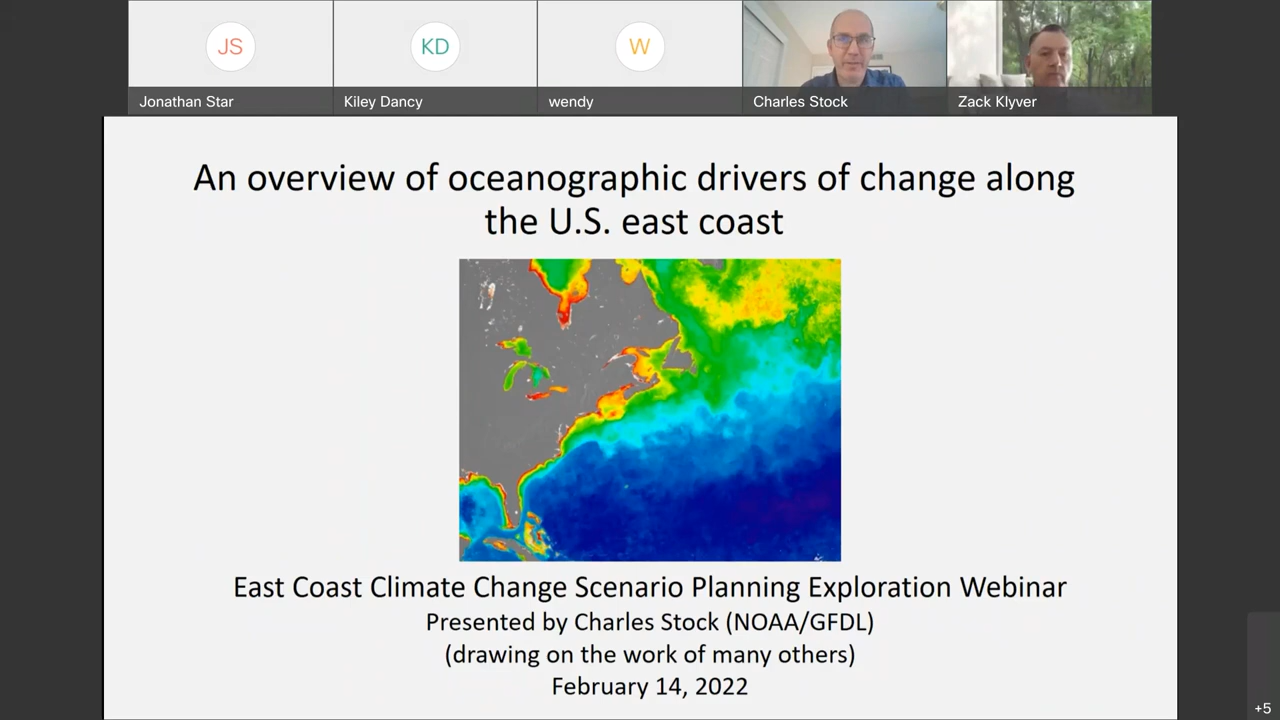 JS
KD
W
Jonathan Star
Kiley Dancy
wendy
Charles Stock
Zack Klyver
An overview of oceanographic drivers of change along
the U.S. east coast
East Coast Climate Change Scenario Planning Exploration Webinar
Presented by Charles Stock (NOAA/GFDL)
(drawing on the work of many others)
February 14, 2022
+5